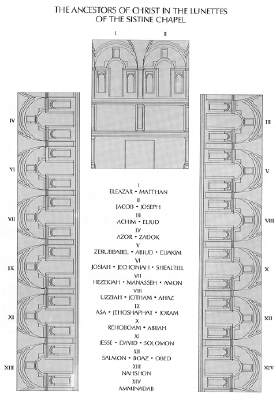 THE ANCESTORS OF CHRIST IN THE LUNETTES
OF THE SISTINE CHAPEL
I II
IV III
VI V
VII VIII
IX X
XI XII
XIII XIV
I
ELEAZAR - MATTHAN
II
JACOB - JOSEPH
III
ACHIM - ELIUD
IV
AZOR - ZADOK
V
ZERUBBABEL - ABIUD - ELIAKIM
VI
JOSIAH - JECHONIAH - SHEALTIEL
VII
HEZEKIAH - MANASSEH - AMON
VIII
UZZIAH - JOTHAM - AHAZ
IX
ASA - JEHOSHAPHAT - JORAM
X
REHOBOAM - ABIJAH
XI
JESSE - DAVID - SOLOMON
XII
SALMON - BOAZ - OBED
XIII
NAHSHON
XIV
AMMINADAB